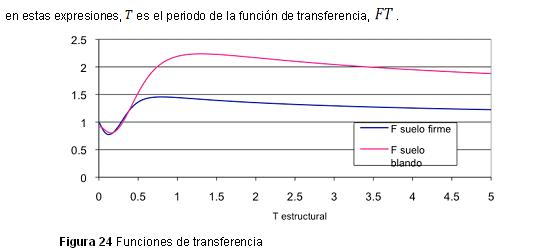 en estas expresiones, T es el periodo de la función de transferencia, FT .
2.5
2
1.5
1
0.5
0
F suelo firme
F suelo
blando
0 0.5 1 1.5 2 2.5 3 3.5 4 4.5 5
T estructural
Figura 24 Funciones de transferencia